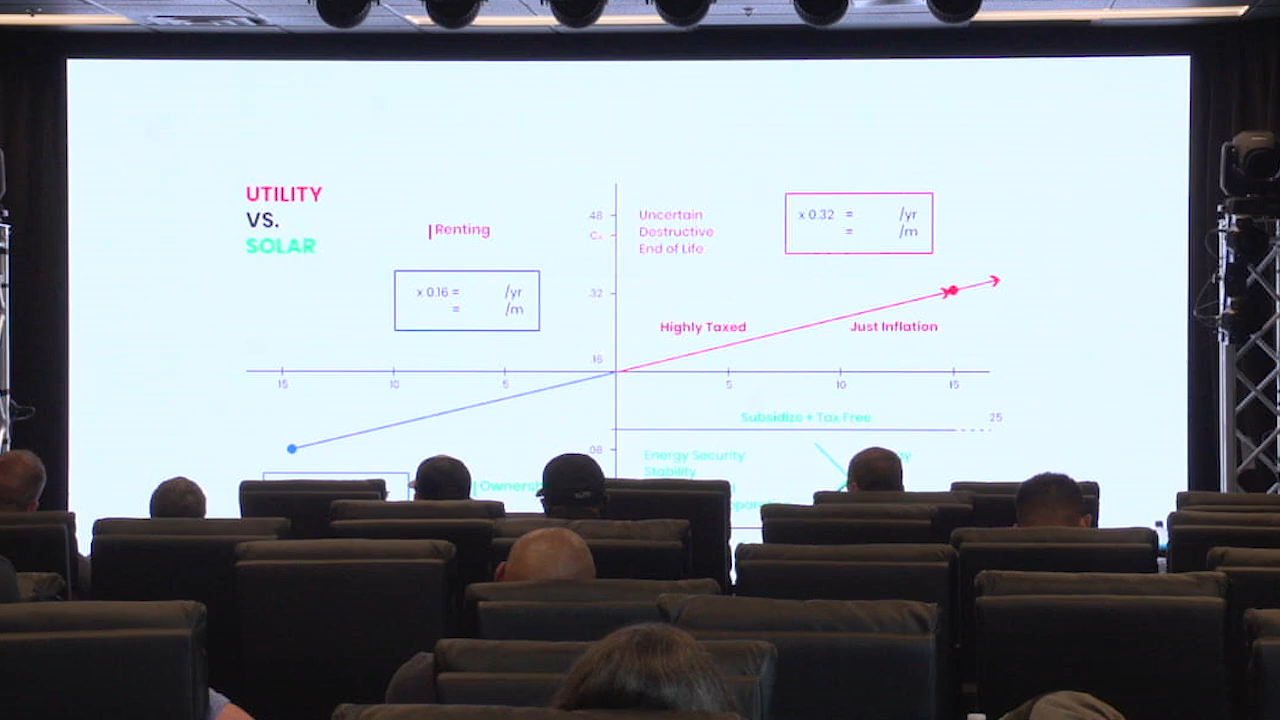 UTILITY
VS.
SOLAR
Renting
x 0.16 = /yr
= /m
.48
.32
.16
.08
Uncertain
Destructive
End of Life
x 0.32 = /yr
= /m
Highly Taxed
Just Inflation
15 10 5 5 10 15
Subsidize + Tax Free
25
Energy Security
Stability